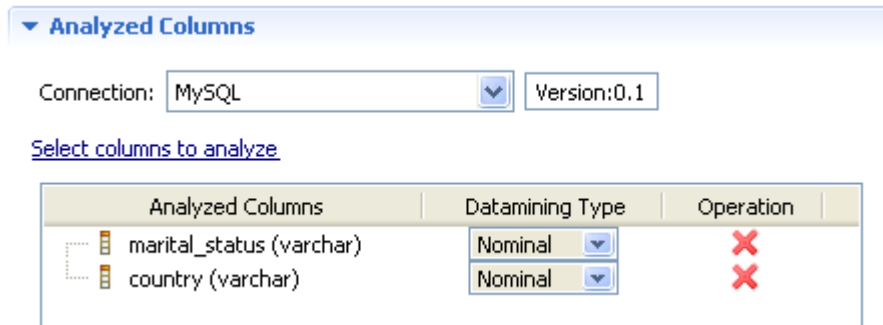 Analyzed Columns
Connection: MySQL Version:0.1
Select columns to analyze
Analyzed Columns Datamining Type Operation
marital_status (varchar) Nominal
country (varchar) Nominal